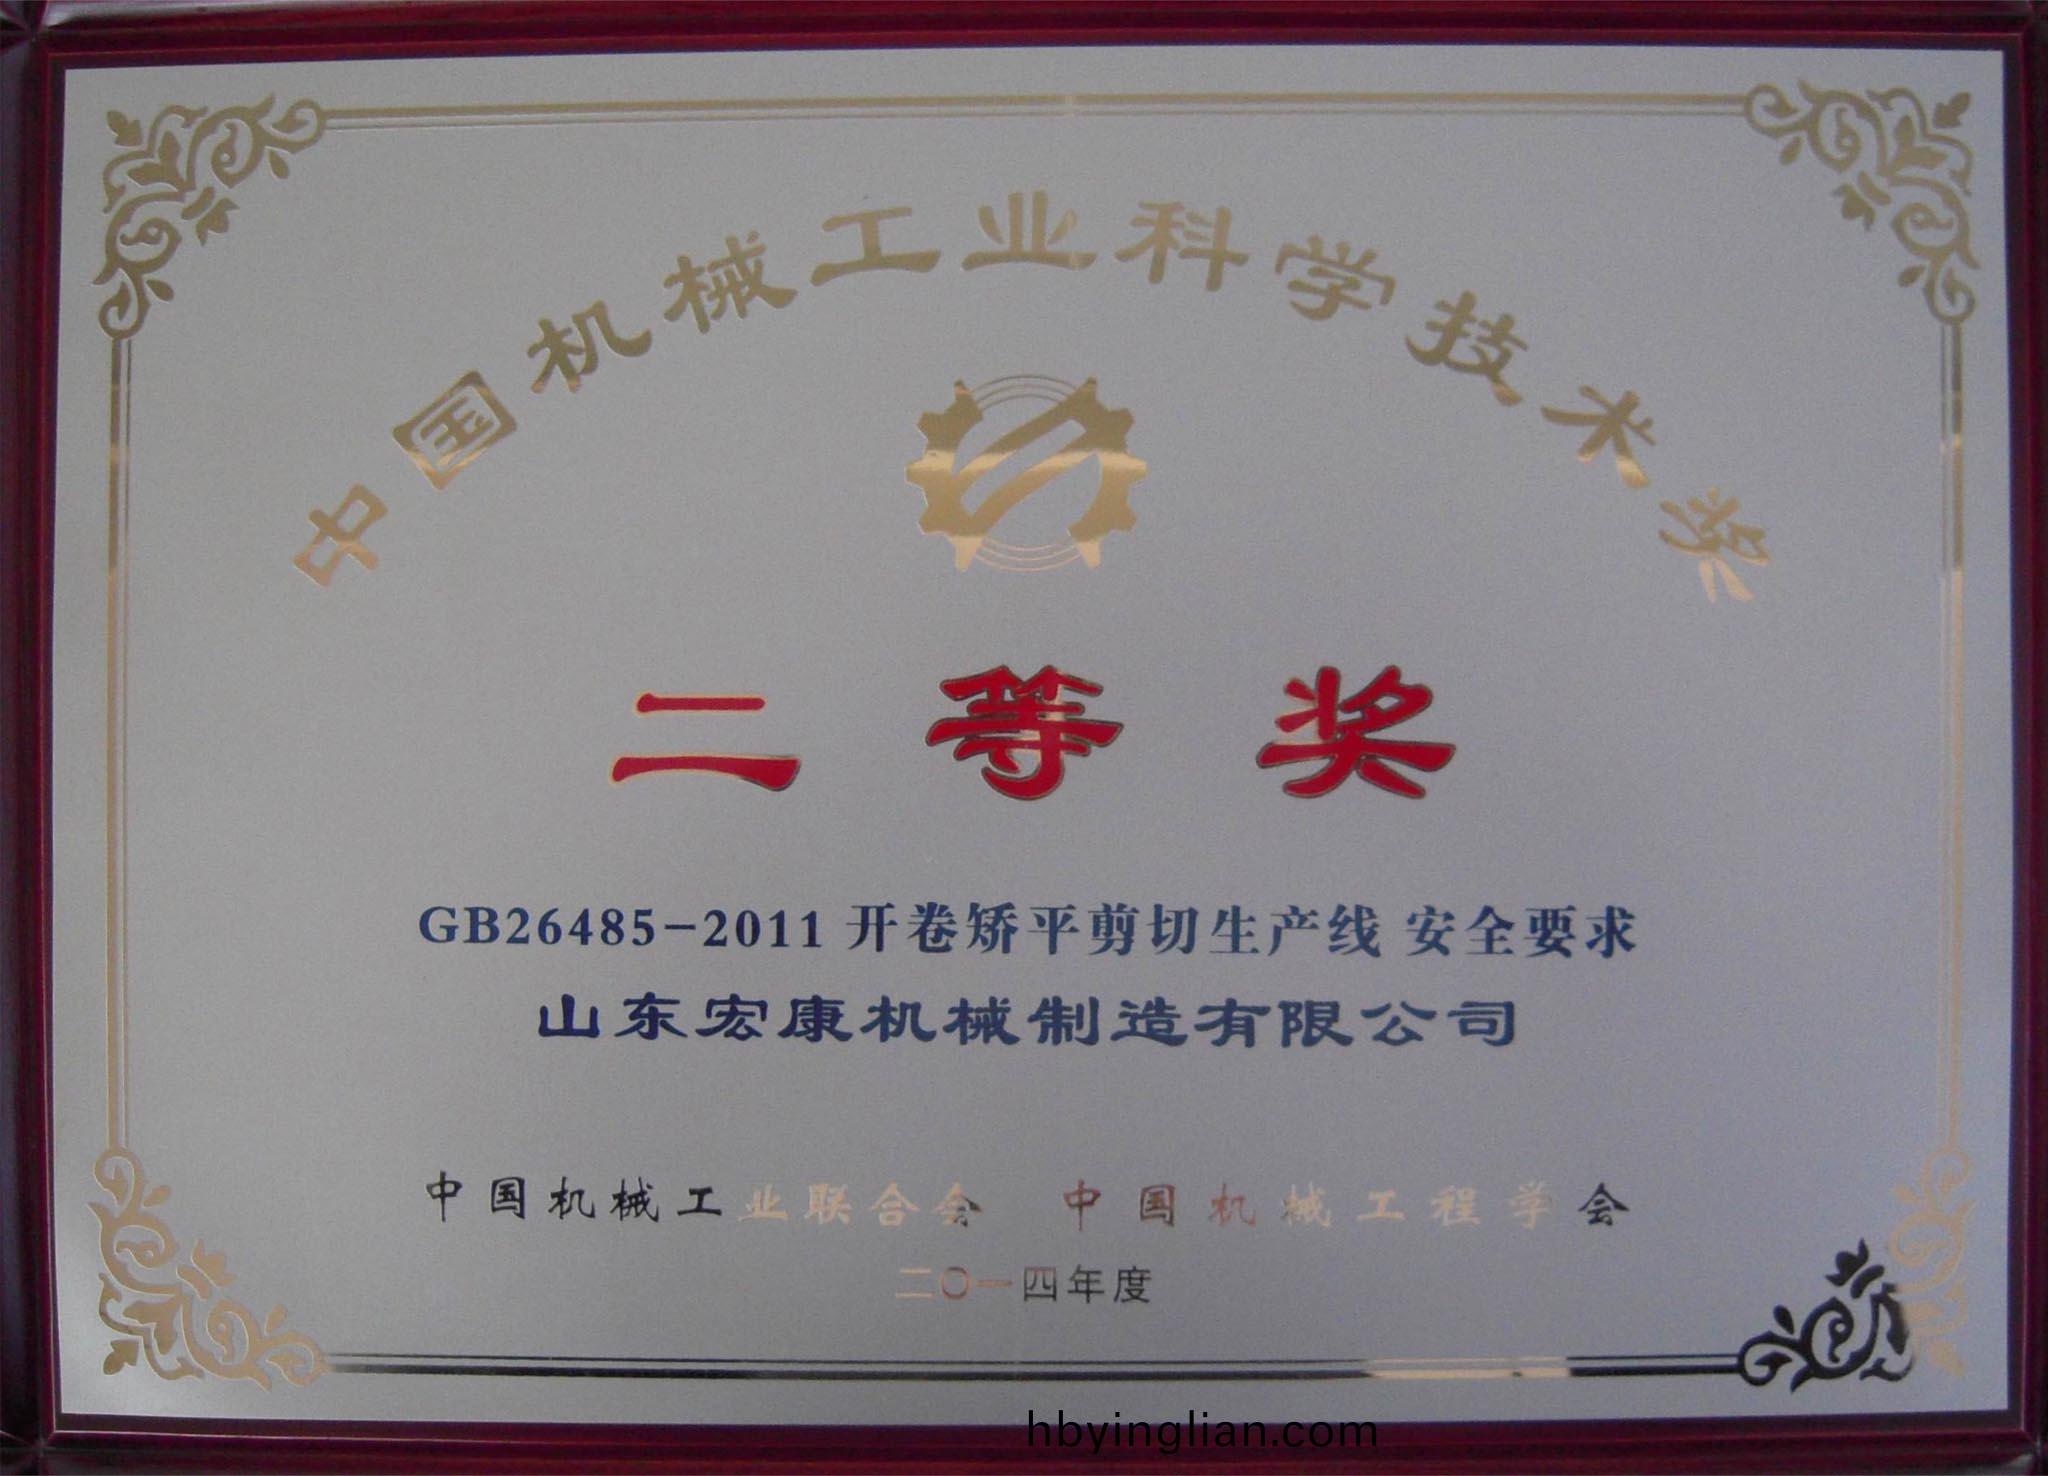 中国机械工业科学技术奖
二等奖
GB26485-2011 开卷矫平剪切生产线 安全要求
山东宏康机械制造有限公司
中国机械工业联合会 中国机械工程学会
二〇一四年度
hbyinglian.com